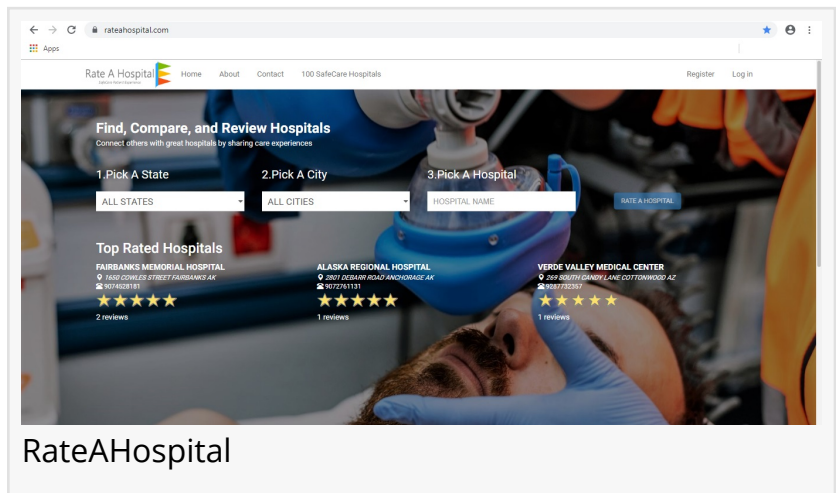 rateahospital.com
Apps
Rate A Hospital
Home About Contact 100 SafeCare Hospitals Register Log in
Find, Compare, and Review Hospitals
Connect others with great hospitals by sharing care experiences
1.Pick A State 2.Pick A City 3.Pick A Hospital
ALL STATES ALL CITIES HOSPITAL NAME RATE A HOSPITAL
Top Rated Hospitals
FAIRBANKS MEMORIAL HOSPITAL ALASKA REGIONAL HOSPITAL VERDE VALLEY MEDICAL CENTER
1650 COWLES STREET FAIRBANKS AK 2801 DEBARR ROAD ANCHORAGE AK 269 SOUTH CANDY LANE COTTONWOOD AZ
9074528181 9072761131 9287732357
2 reviews 1 reviews 1 reviews
RateAHospital